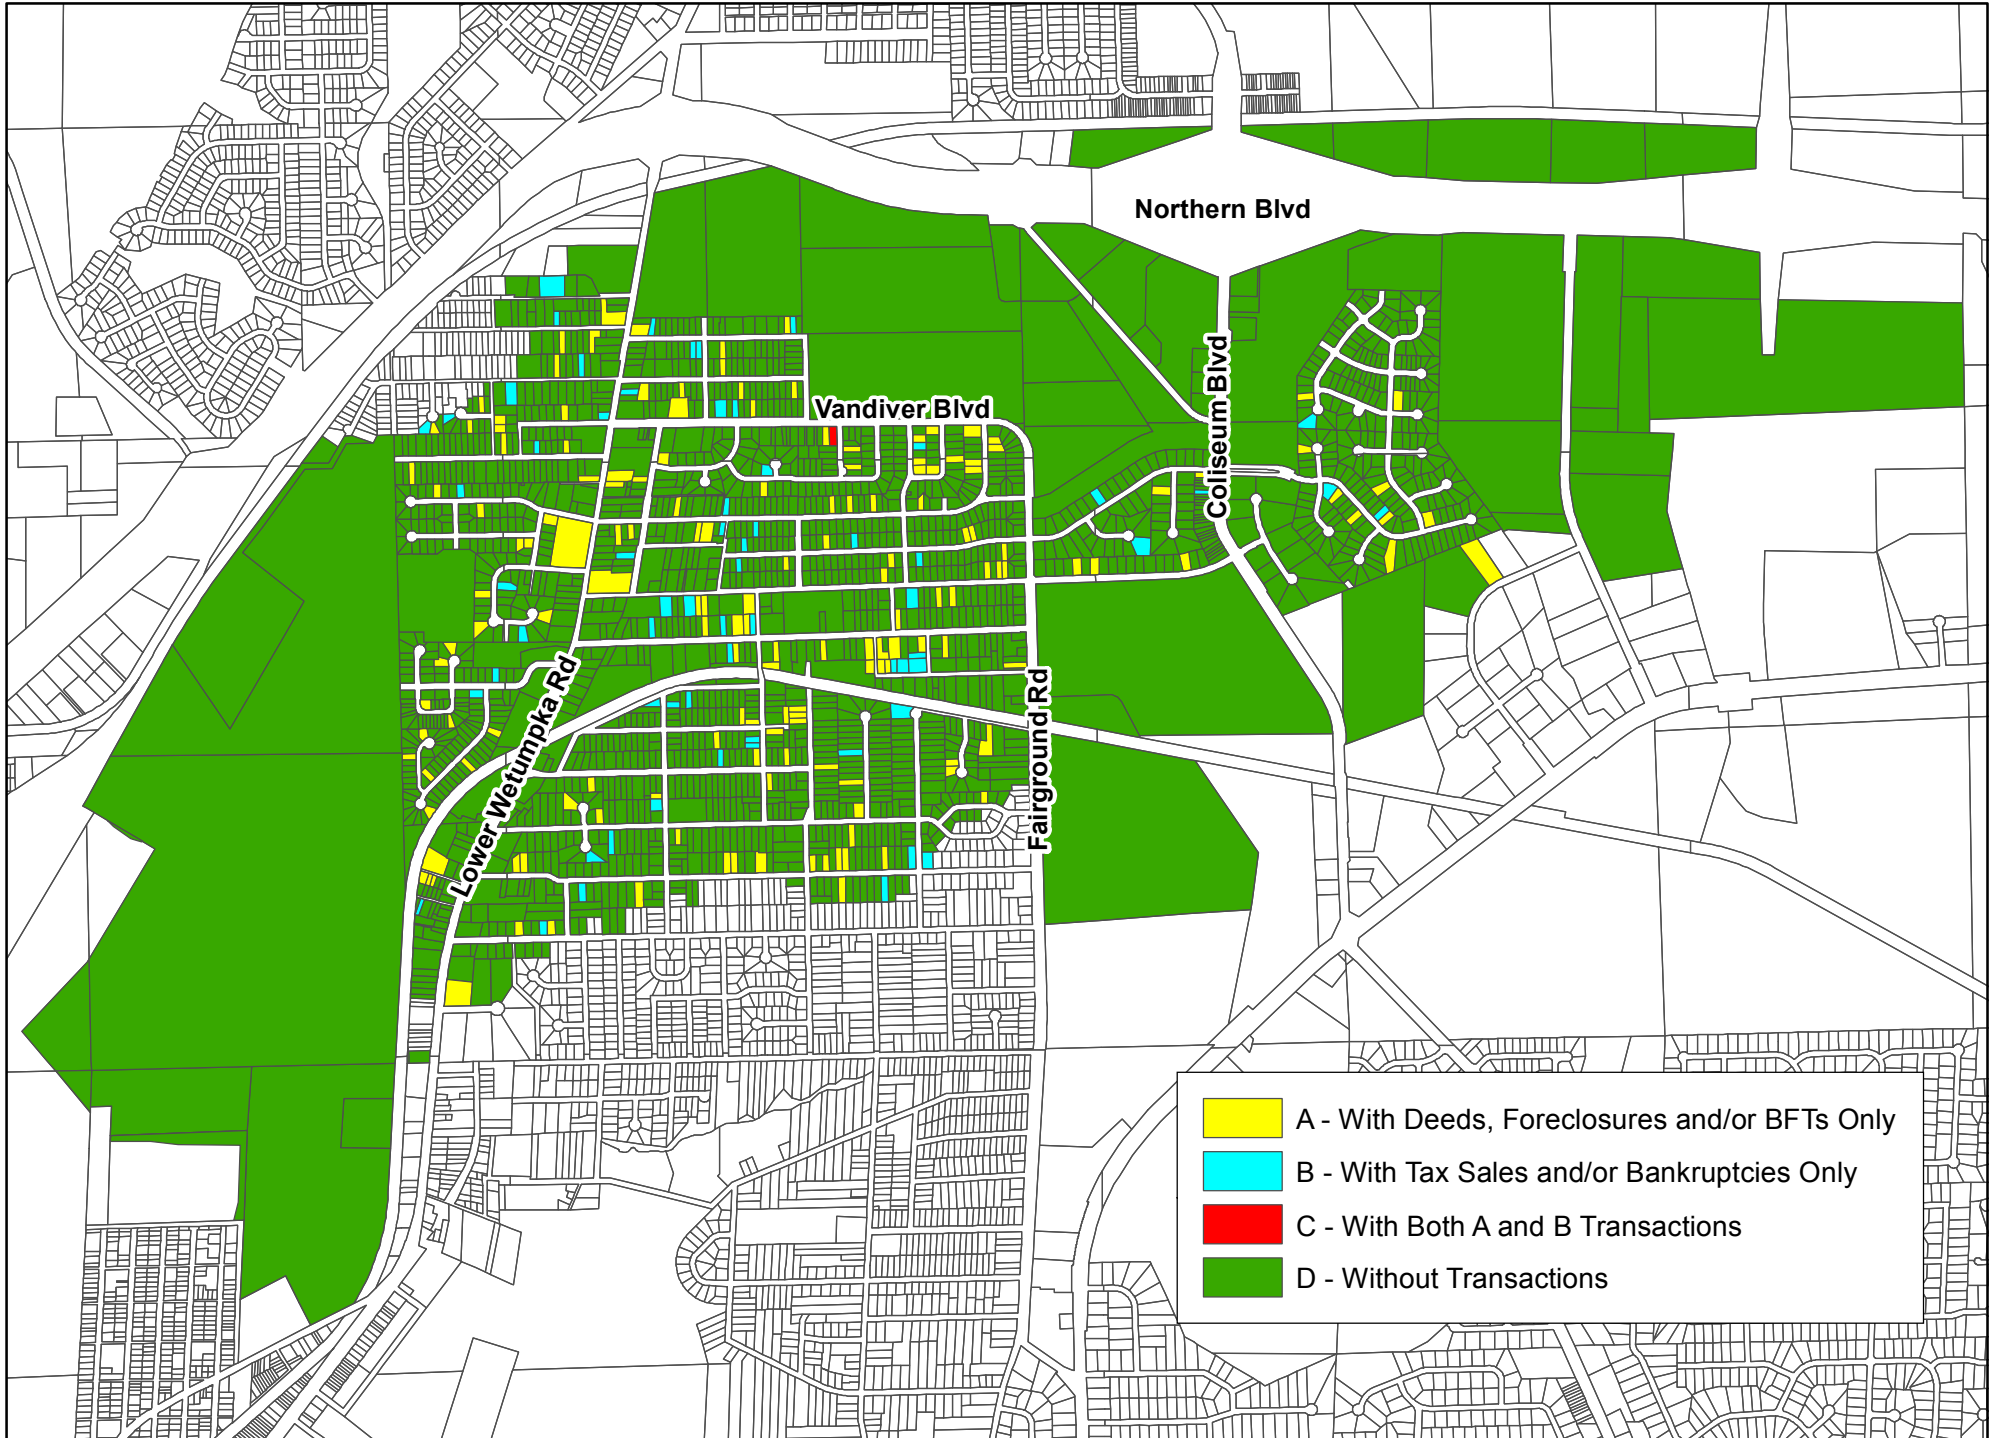 Northern Blvd
Vandiver Blvd
Coliseum Blvd
Lower Wetumpka Rd
Fairground Rd
A - With Deeds, Foreclosures and/or BFTs Only
B - With Tax Sales and/or Bankruptcies Only
C - With Both A and B Transactions
D - Without Transactions